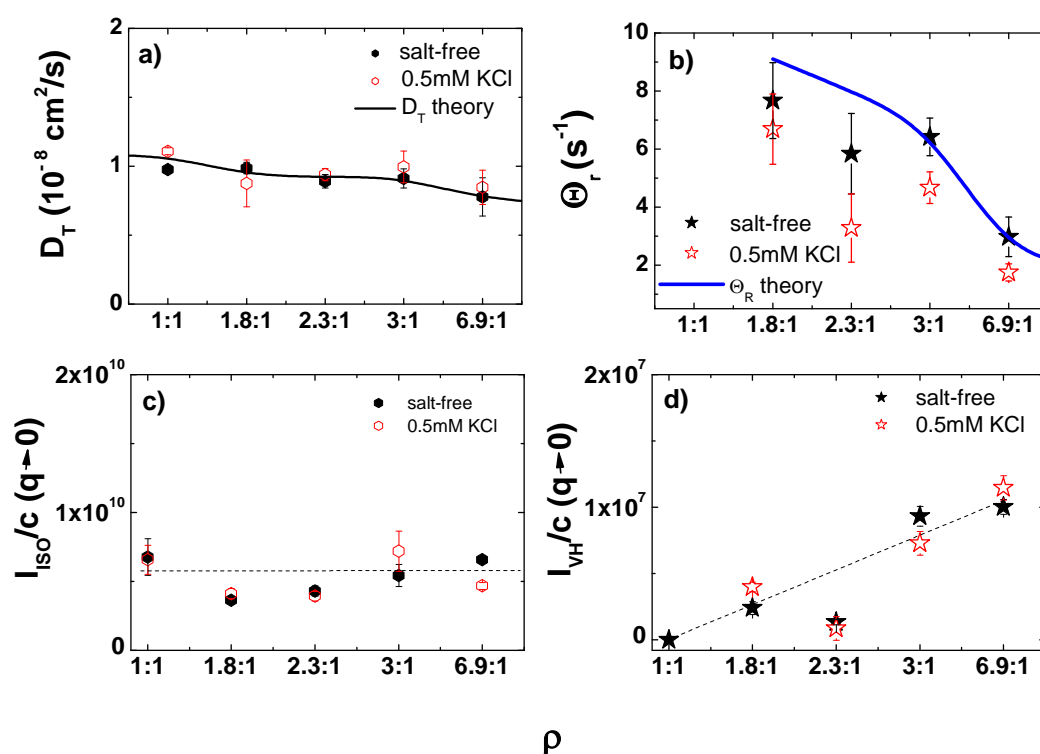 a)
D_T (10^-8 cm^2/s)
2
1
0
salt-free
0.5mM KCl
D_T theory
1:1 1.8:1 2.3:1 3:1 6.9:1
b)
Θ_r (s^-1)
10
8
6
4
2
salt-free
0.5mM KCl
Θ_R theory
1:1 1.8:1 2.3:1 3:1 6.9:1
c)
I_ISO/c (q→0)
2x10^10
1x10^10
0
salt-free
0.5mM KCl
1:1 1.8:1 2.3:1 3:1 6.9:1
d)
I_VH/c (q→0)
2x10^7
1x10^7
0
salt-free
0.5mM KCl
1:1 1.8:1 2.3:1 3:1 6.9:1
ρ